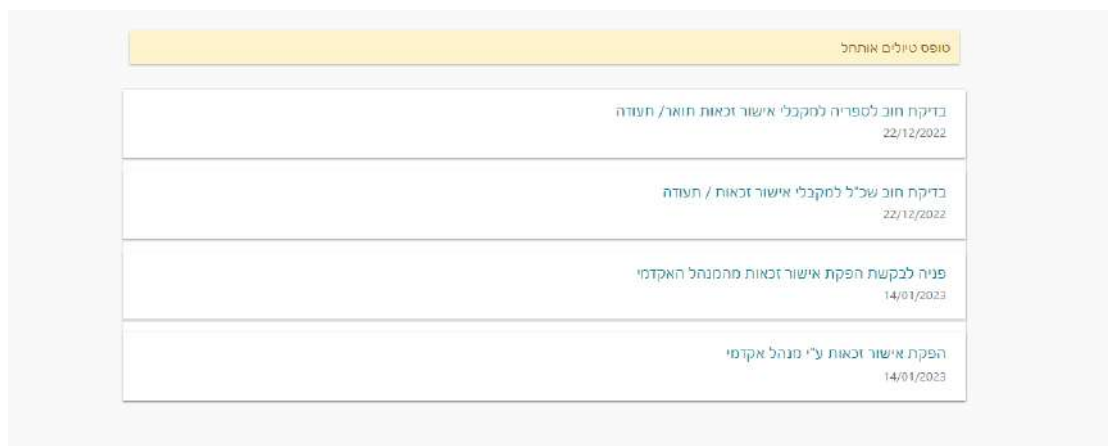 טופס טיולים אותחל
בדיקת חוב לספריה למקבלי אישור זכאות תואר/ תעודה
22/12/2022
בדיקת חוב שכ"ל למקבלי אישור זכאות / תעודה
22/12/2022
פניה לבקשת הפקת אישור זכאות מהמנהל האקדמי
14/01/2023
הפקת אישור זכאות ע"י מנהל אקדמי
14/01/2023